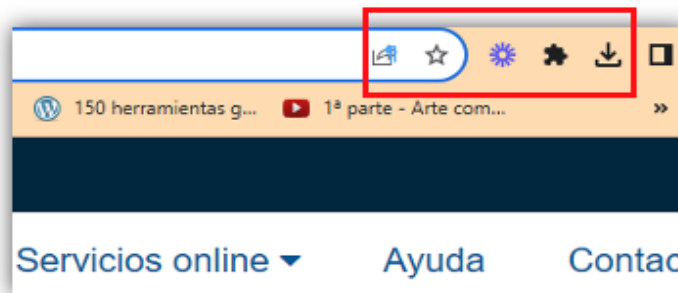 150 herramientas g... 1ª parte - Arte com... »
Servicios online Ayuda Contac